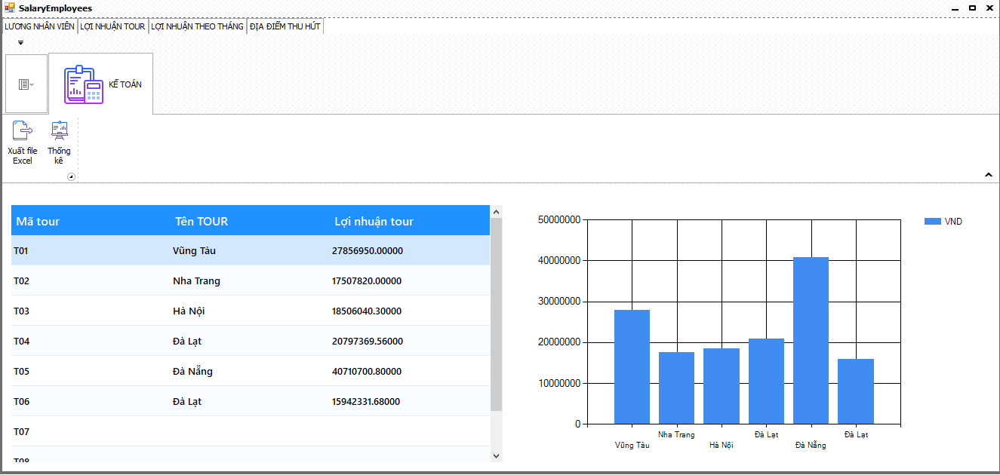 SalaryEmployees
LƯƠNG NHÂN VIÊN LỢI NHUẬN TOUR LỢI NHUẬN THEO THÁNG ĐỊA ĐIỂM THU HÚT
KẾ TOÁN
Xuất file
Excel
Thống
kê
Mã tour Tên TOUR Lợi nhuận tour
T01 Vũng Tàu 27856950.00000
T02 Nha Trang 17507820.00000
T03 Hà Nội 18506040.30000
T04 Đà Lạt 20797369.56000
T05 Đà Nẵng 40710700.80000
T06 Đà Lạt 15942331.68000
T07
T08
50000000
40000000
30000000
20000000
10000000
0
Nha Trang Đà Lạt Đà Lạt
Vũng Tàu Hà Nội Đà Nẵng
VND